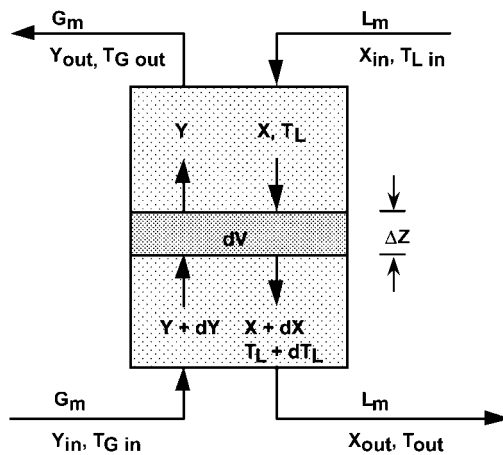 Gm
Lm
Yout, TG out
Xin, TL in
Y
X, TL
dV
ΔZ
Y + dY
X + dX
TL + dTL
Gm
Lm
Yin, TG in
Xout, Tout